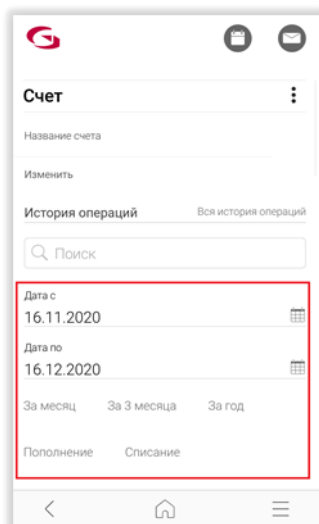 Счет
Название счета
Изменить
История операций Вся история операций
Поиск
Дата с
16.11.2020
Дата по
16.12.2020
За месяц За 3 месяца За год
Пополнение Списание